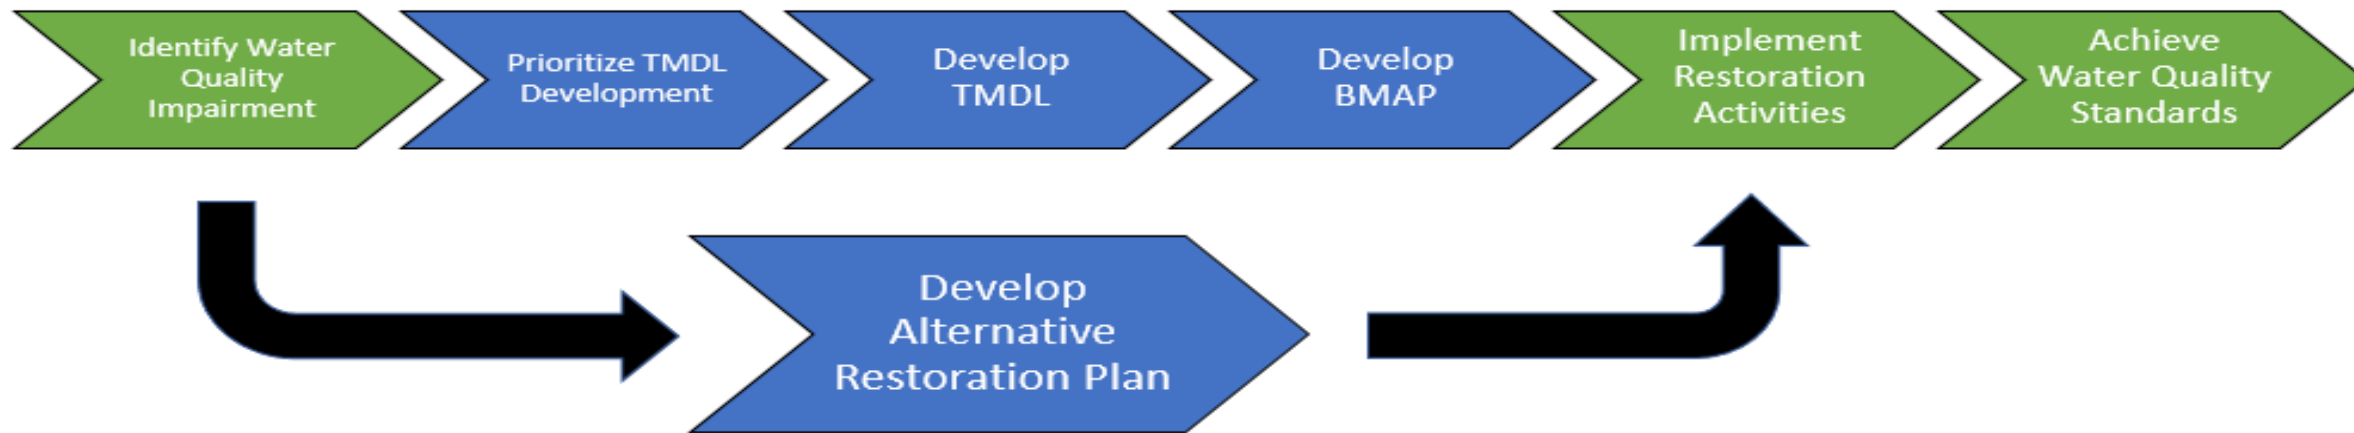 Identify Water
Quality
Impairment
Prioritize TMDL
Development
Develop
TMDL
Develop
BMAP
Implement
Restoration
Activities
Achieve
Water Quality
Standards
Develop
Alternative
Restoration Plan